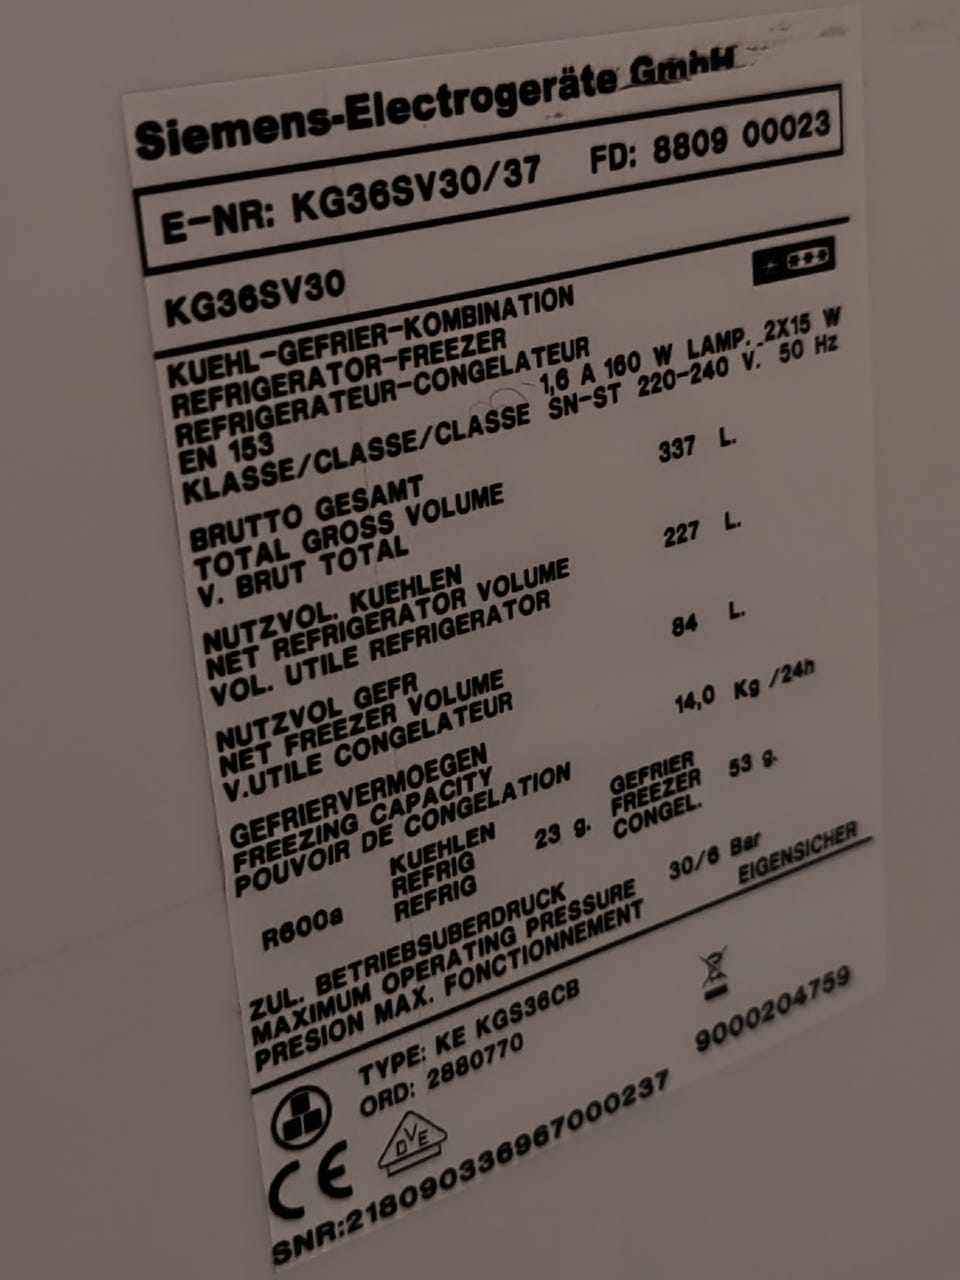 Siemens-Electrogeräte GmbH
E-NR: KG36SV30/37 FD: 8809 00023
KG36SV30
KUEHL-GEFRIER-KOMBINATION
REFRIGERATOR-FREEZER
REFRIGERATEUR-CONGELATEUR
EN 153 1,6 A 160 W LAMP. 2X15 W
KLASSE/CLASSE/CLASSE SN-ST 220-240 V. 50 Hz
BRUTTO GESAMT
TOTAL GROSS VOLUME 337 L.
V. BRUT TOTAL
NUTZVOL. KUEHLEN
NET REFRIGERATOR VOLUME 227 L.
VOL. UTILE REFRIGERATOR
NUTZVOL GEFR
NET FREEZER VOLUME 84 L.
V.UTILE CONGELATEUR
GEFRIERVERMOEGEN
FREEZING CAPACITY 14,0 Kg /24h
POUVOIR DE CONGELATION
KUEHLEN GEFRIER
R600a REFRIG 23 g. FREEZER 53 g.
REFRIG CONGEL.
ZUL. BETRIEBSUBERDRUCK
MAXIMUM OPERATING PRESSURE 30/6 Bar
PRESION MAX. FONCTIONNEMENT EIGENSICHER
TYPE: KE KGS36CB
ORD: 2880770 9000204759
CE DVE
SNR:218090336967000237